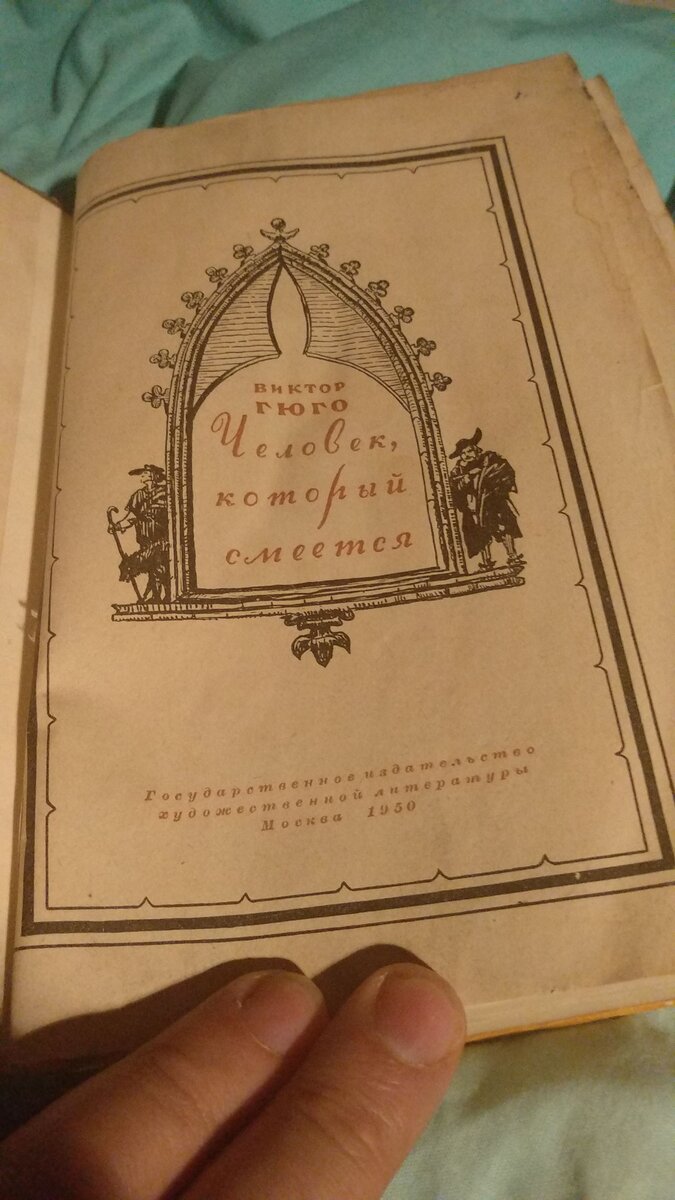 ВИКТОР
ГЮГО
Человек,
который
смеется
Государственное издательство
художественной литературы
Москва 1950